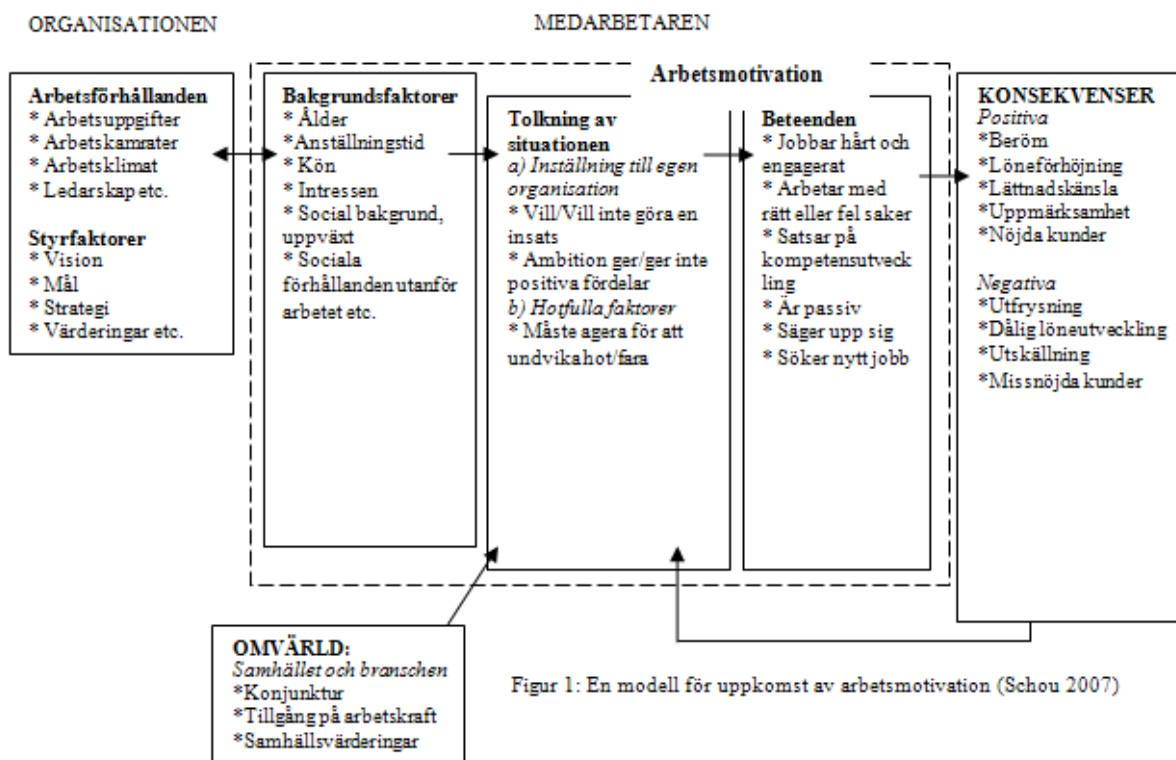 ORGANISATIONEN
MEDARBETAREN
Arbetsförhållanden
* Arbetsuppgifter
* Arbetskamrater
* Arbetsklimat
* Ledarskap etc.
Styrfaktorer
* Vision
* Mål
* Strategi
* Värderingar etc.
Bakgrundsfaktorer
* Ålder
*Anställningstid
* Kön
* Intressen
* Social bakgrund,
uppväxt
* Sociala
förhållanden utanför
arbetet etc.
Arbetsmotivation
Tolkning av
situationen
a) Inställning till egen
organisation
* Vill/Vill inte göra en
insats
* Ambition ger/ger inte
positiva fördelar
b) Hotfulla faktorer
* Måste agera för att
undvika hot/fara
Beteenden
* Jobbar hårt och
engagerat
* Arbetar med
rätt eller fel saker
* Satsar på
kompetensutveck
ling
* Är passiv
* Säger upp sig
* Söker nytt jobb
KONSEKVENSER
Positiva
*Beröm
*Löneförhöjning
*Lättnadskänsla
*Uppmärksamhet
*Nöjda kunder
Negativa
*Utfrysning
*Dålig löneutveckling
*Utskällning
*Missnöjda kunder
OMVÄRLD:
Samhället och branschen
*Konjunktur
*Tillgång på arbetskraft
*Samhällsvärderingar
Figur 1: En modell för uppkomst av arbetsmotivation (Schou 2007)